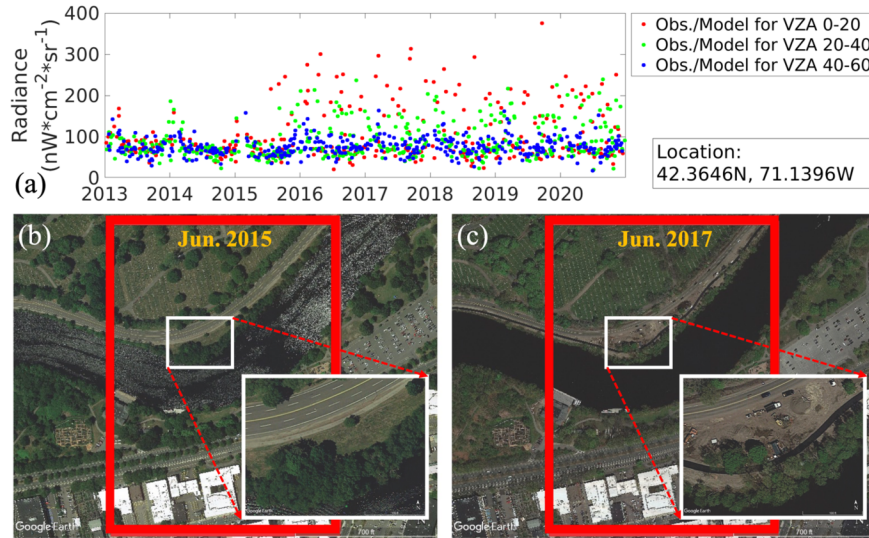 400
300
200
100
0
Radiance
(nW*cm-2*sr-1)
2013 2014 2015 2016 2017 2018 2019 2020
Obs./Model for VZA 0-20
Obs./Model for VZA 20-40
Obs./Model for VZA 40-60
Location:
42.3646N, 71.1396W
(a)
(b)
Jun. 2015
Google Earth
700 ft
N
(c)
Jun. 2017
Google Earth
700 ft
N